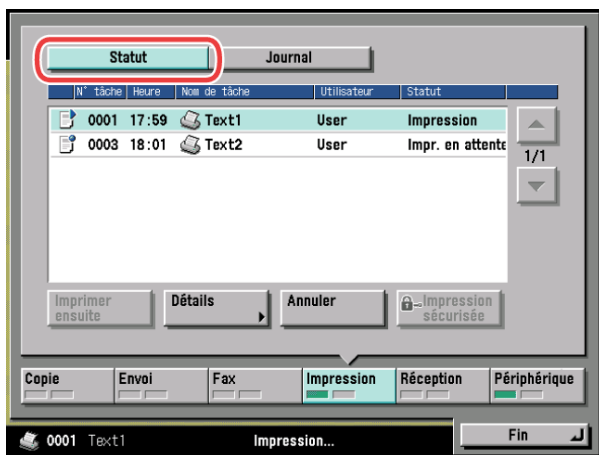 Statut Journal
N° tâche Heure Nom de tâche Utilisateur Statut
0001 17:59 Text1 User Impression
0003 18:01 Text2 User Impr. en attente
1/1
Imprimer ensuite Détails Annuler Impression sécurisée
Copie Envoi Fax Impression Réception Périphérique
0001 Text1 Impression... Fin